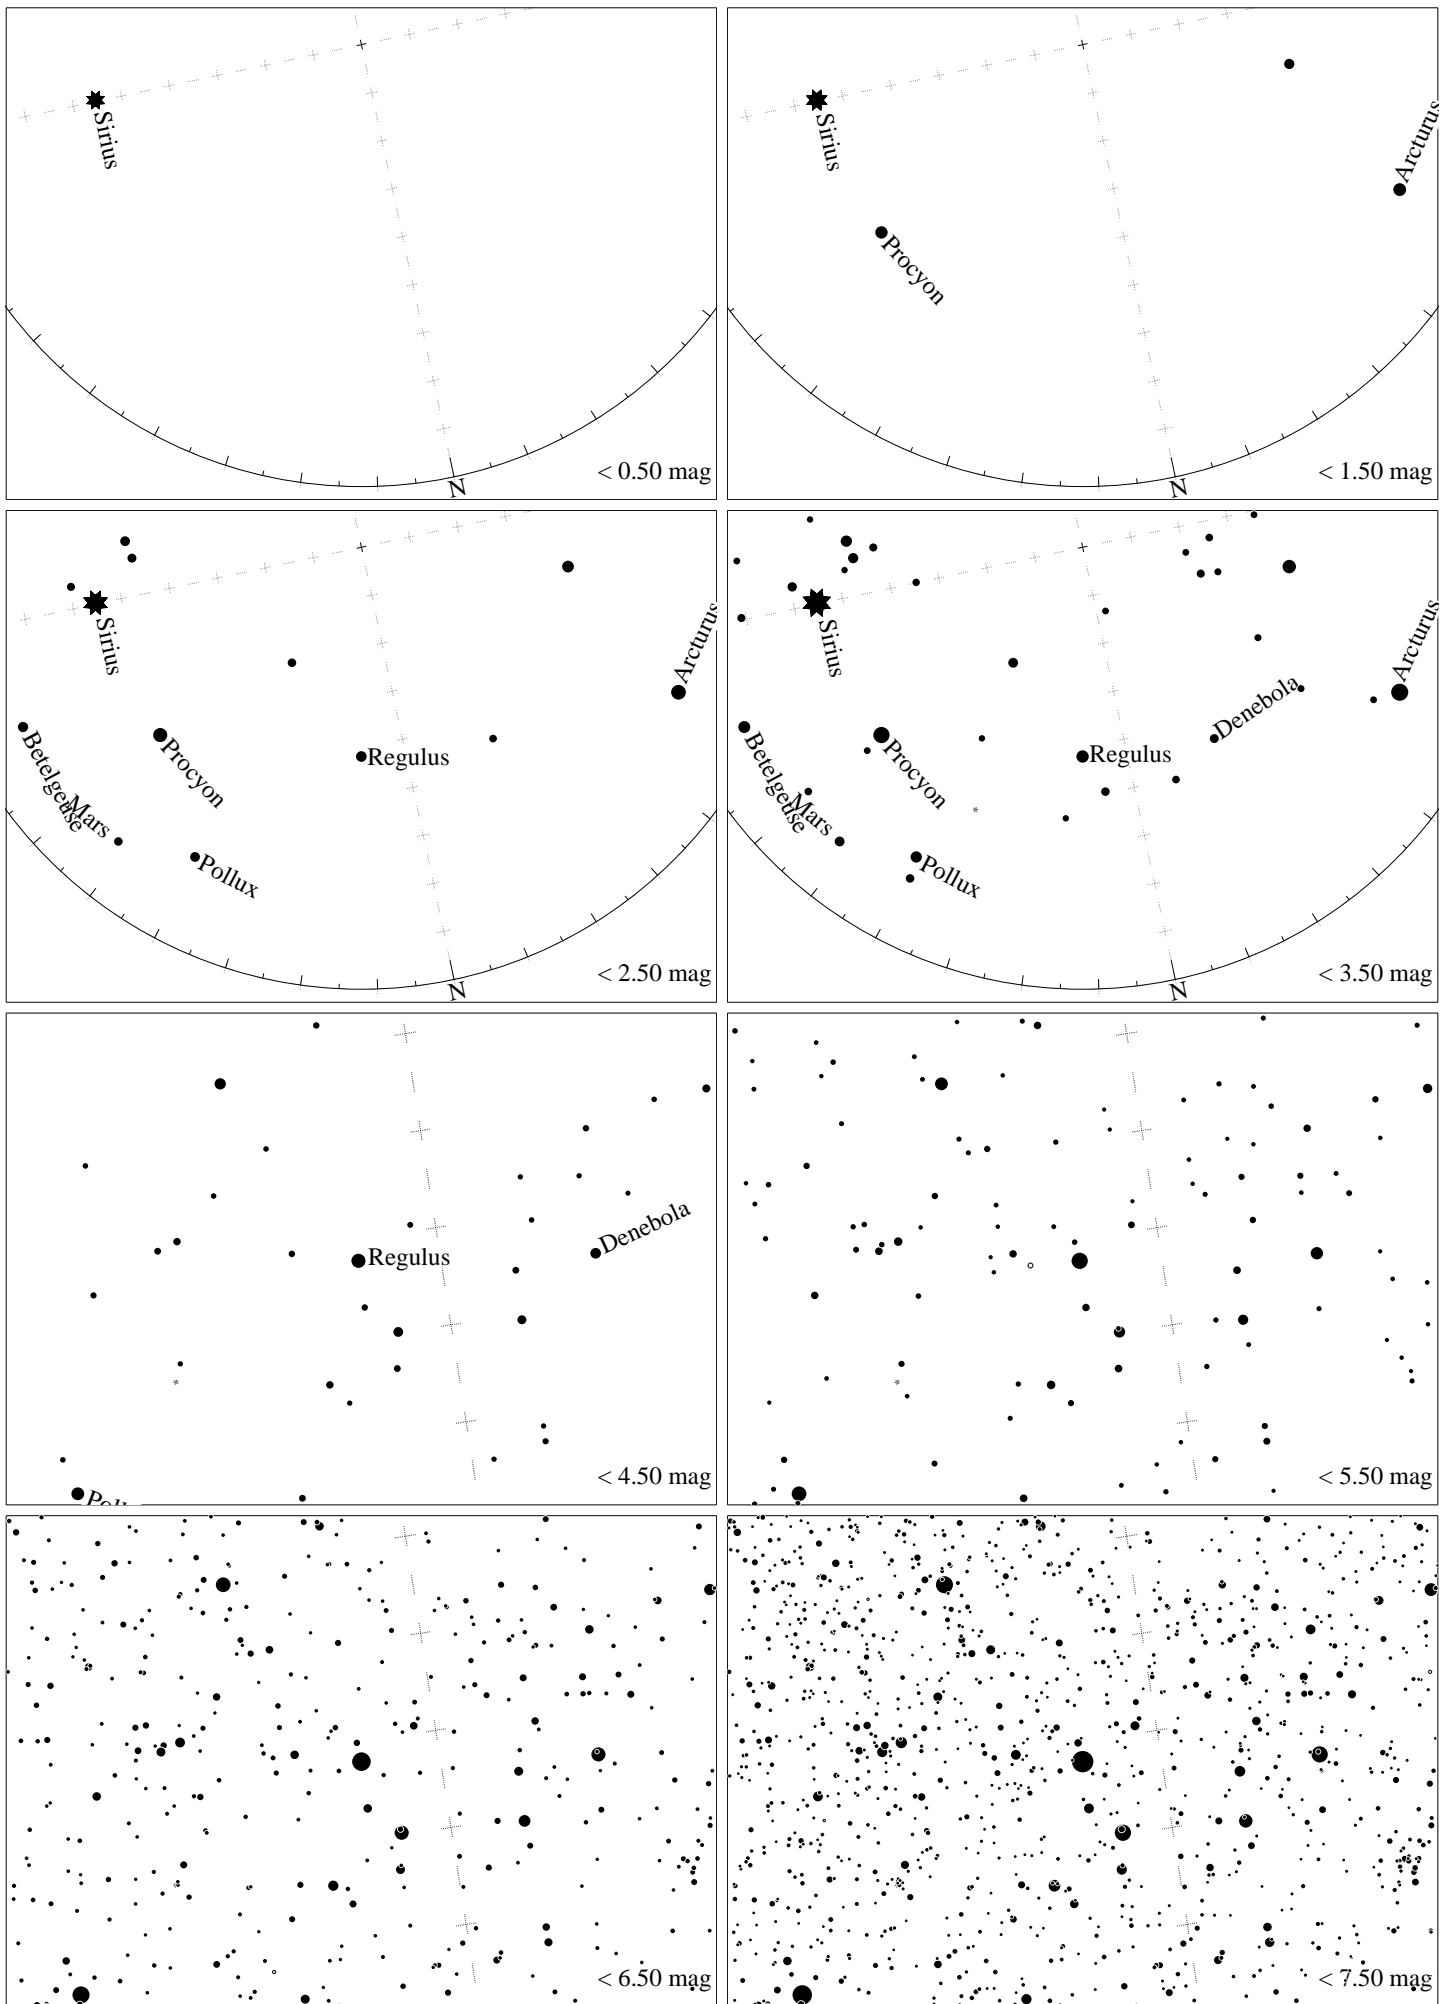 Sirius
N
< 0.50 mag
Sirius
Procyon
Arcturus
N
< 1.50 mag
Sirius
Arcturus
Betelgeuse
Procyon
Regulus
Mars
Pollux
N
< 2.50 mag
Sirius
Arcturus
Denebola
Betelgeuse
Procyon
Regulus
Mars
Pollux
N
< 3.50 mag
Denebola
Regulus
< 4.50 mag
< 5.50 mag
< 6.50 mag
< 7.50 mag